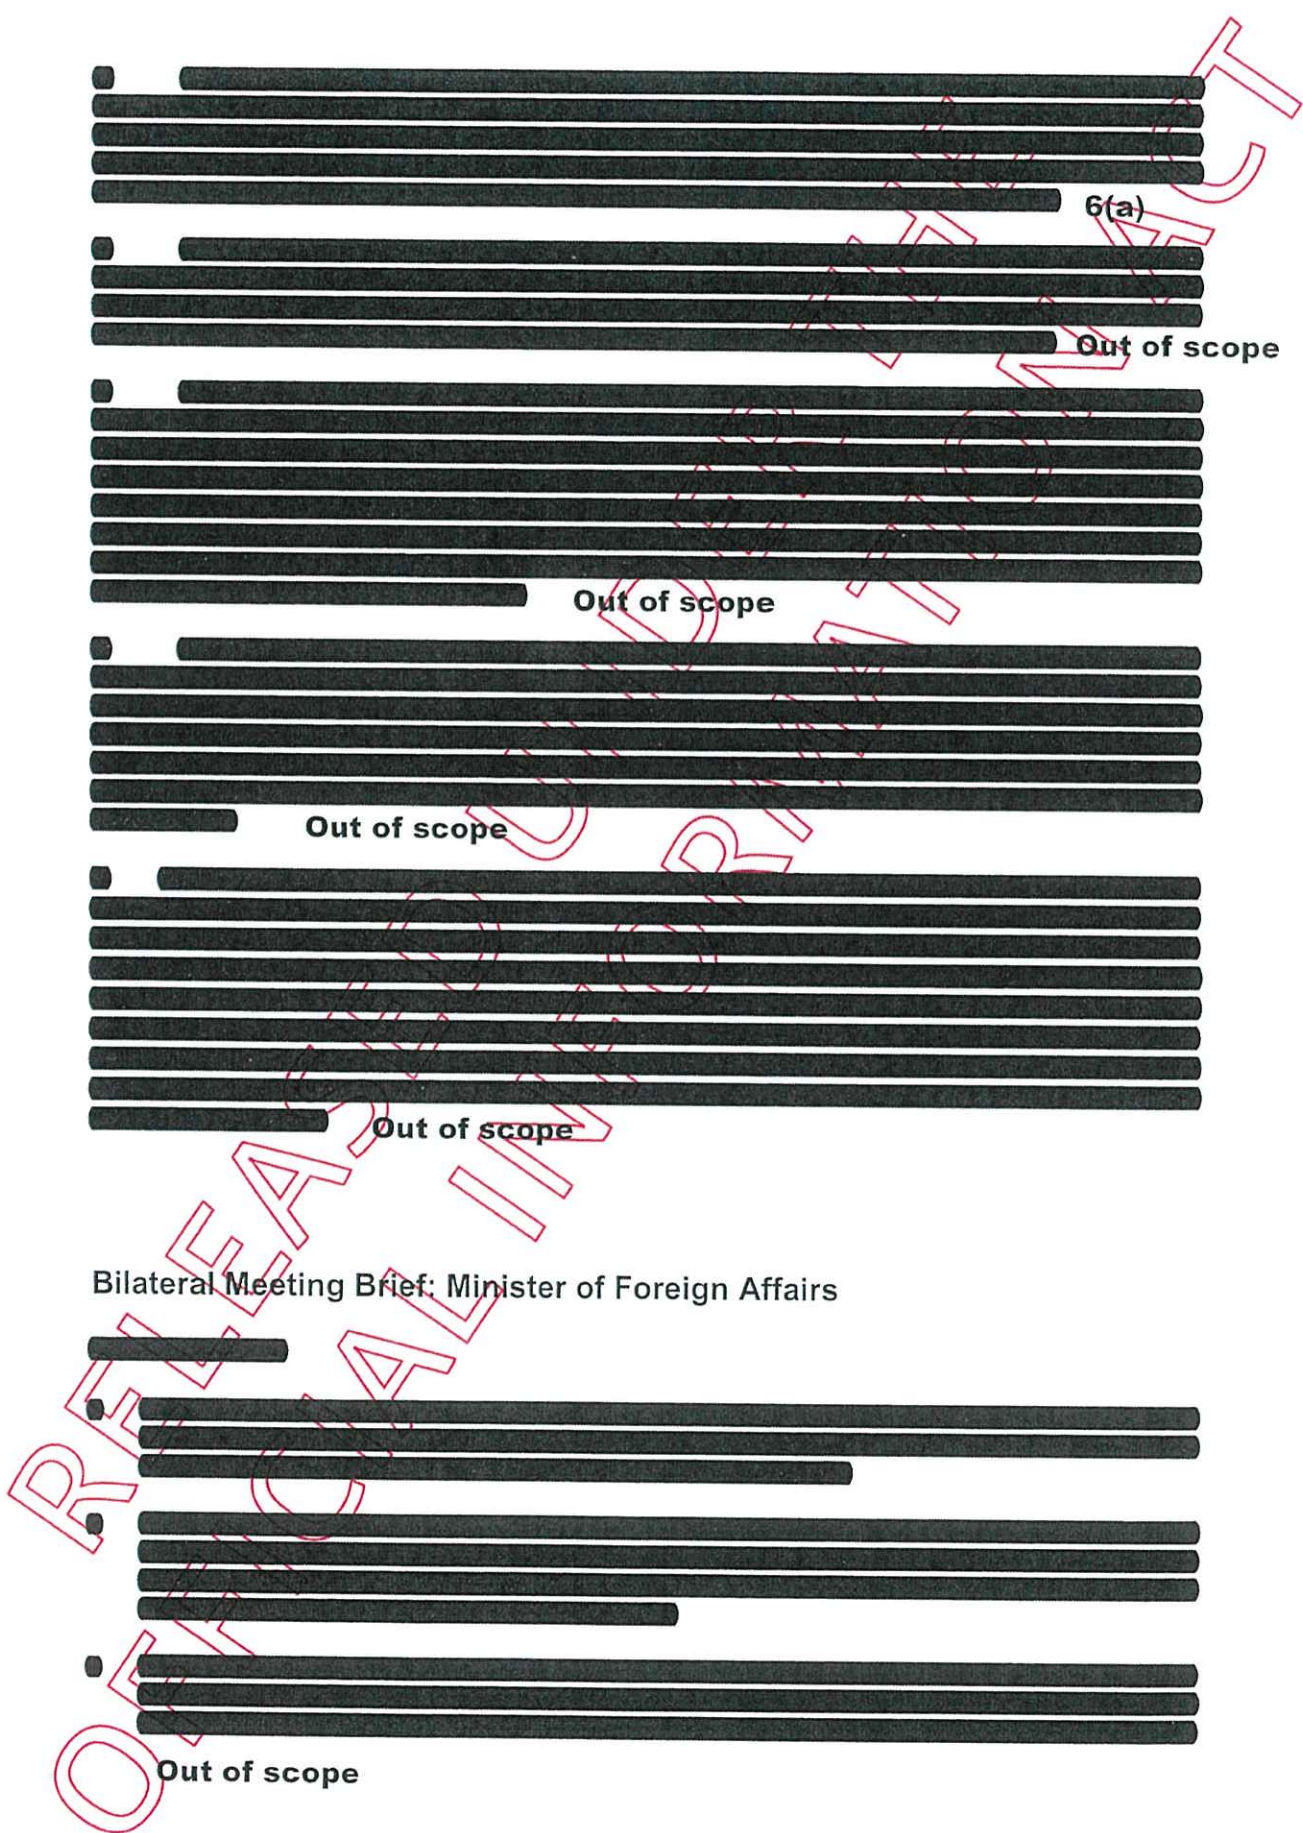 6(a)
Out of scope
Out of scope
Out of scope
Out of scope
Bilateral Meeting Brief: Minister of Foreign Affairs
Out of scope
RELEASED UNDER THE
OFFICIAL INFORMATION ACT